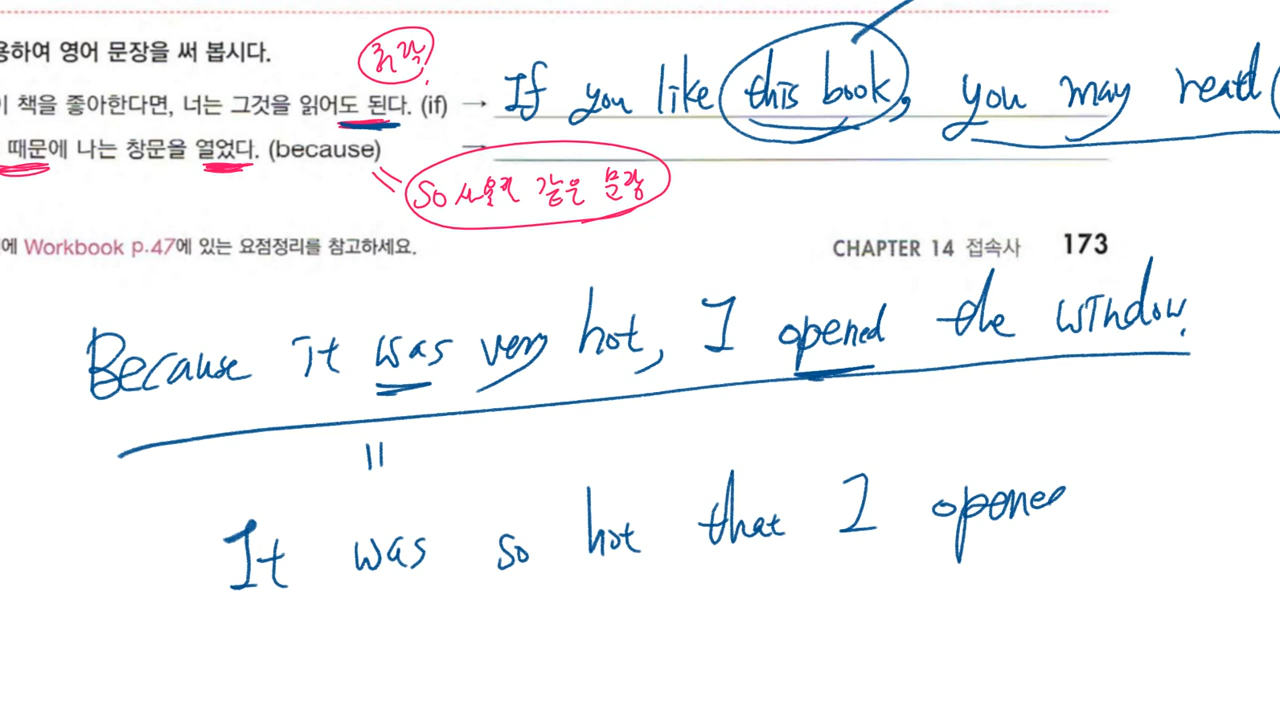 용하여 영어 문장을 써 봅시다.
허락!
이 책을 좋아한다면, 너는 그것을 읽어도 된다. (if) → If you like this book, you may read
때문에 나는 창문을 열었다. (because) →
So 사용x 같은 문장
에 Workbook p.47에 있는 요점정리를 참고하세요. CHAPTER 14 접속사 173
Because it was very hot, I opened the window.
=
It was so hot that I opened